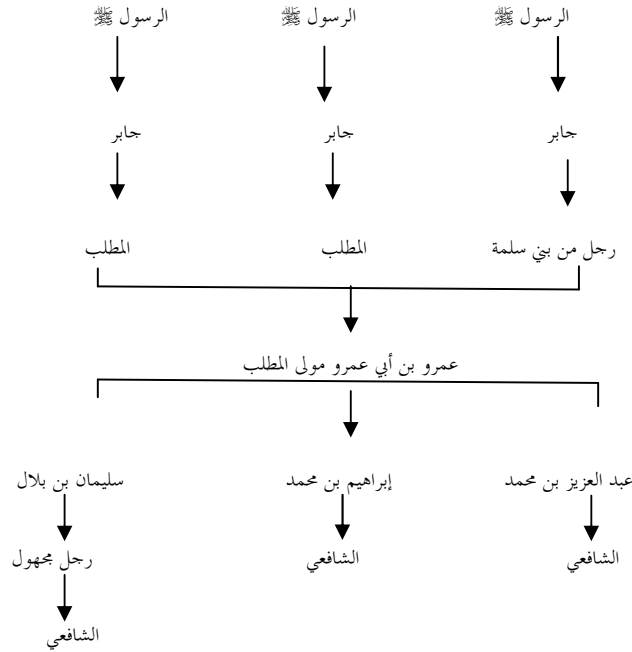 الرسول ﷺ الرسول ﷺ الرسول ﷺ
جابر جابر جابر
رجل من بني سلمة المطلب المطلب
عمرو بن أبي عمرو مولى المطلب
عبد العزيز بن محمد إبراهيم بن محمد سليمان بن بلال
الشافعي الشافعي رجل مجهول
الشافعي